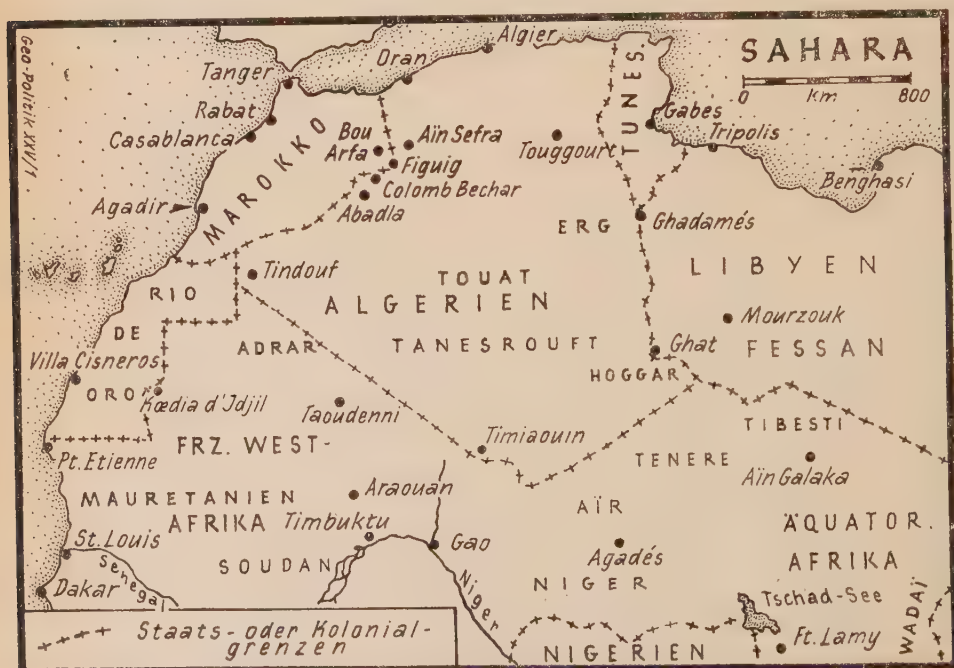 SAHARA
0 km 800
Geo-Politik XXV/1
Algier
Oran
Tanger
Rabat
Casablanca
MAROKKO
Bou
Arfa
Aïn Sefra
Figuig
Colomb Bechar
Abadla
Touggourt
TUNES.
Gabes
Tripolis
Benghasi
Agadir
ERG
Ghadamés
LIBYEN
Tindouf
TOUAT
ALGERIEN
RIO
DE
ORO
ADRAR
TANESROUFT
Mourzouk
Ghat
FESSAN
HOGGAR
Villa Cisneros
Kœdia d'Idjil
Taoudenni
TIBESTI
FRZ. WEST-
AFRIKA
Timiaouin
TENERE
Aïn Galaka
Pt. Etienne
MAURETANIEN
Araouan
AÏR
ÄQUATOR.
AFRIKA
Timbuktu
St. Louis
Gao
Agadés
SOUDAN
Senegal
Niger
NIGER
Dakar
Tschad-See
WADAÏ
Ft. Lamy
NIGERIEN
Staats- oder Kolonial-
grenzen